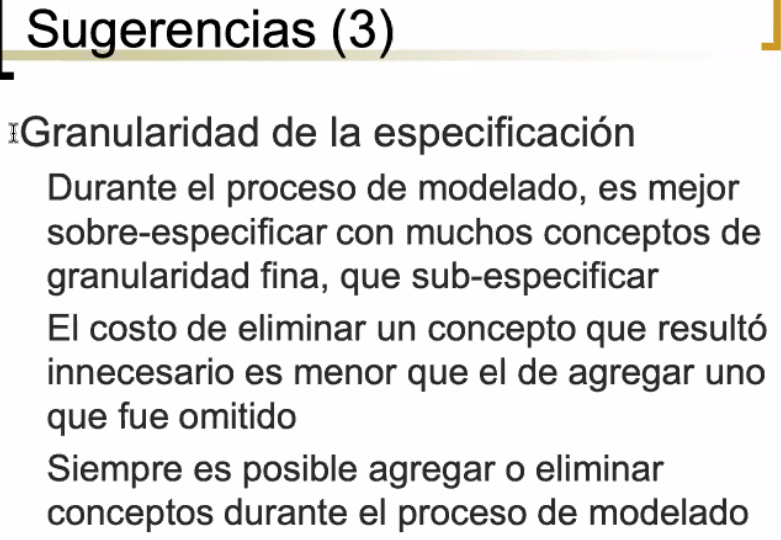 Sugerencias (3)
Granularidad de la especificación
Durante el proceso de modelado, es mejor
sobre-especificar con muchos conceptos de
granularidad fina, que sub-especificar
El costo de eliminar un concepto que resultó
innecesario es menor que el de agregar uno
que fue omitido
Siempre es posible agregar o eliminar
conceptos durante el proceso de modelado